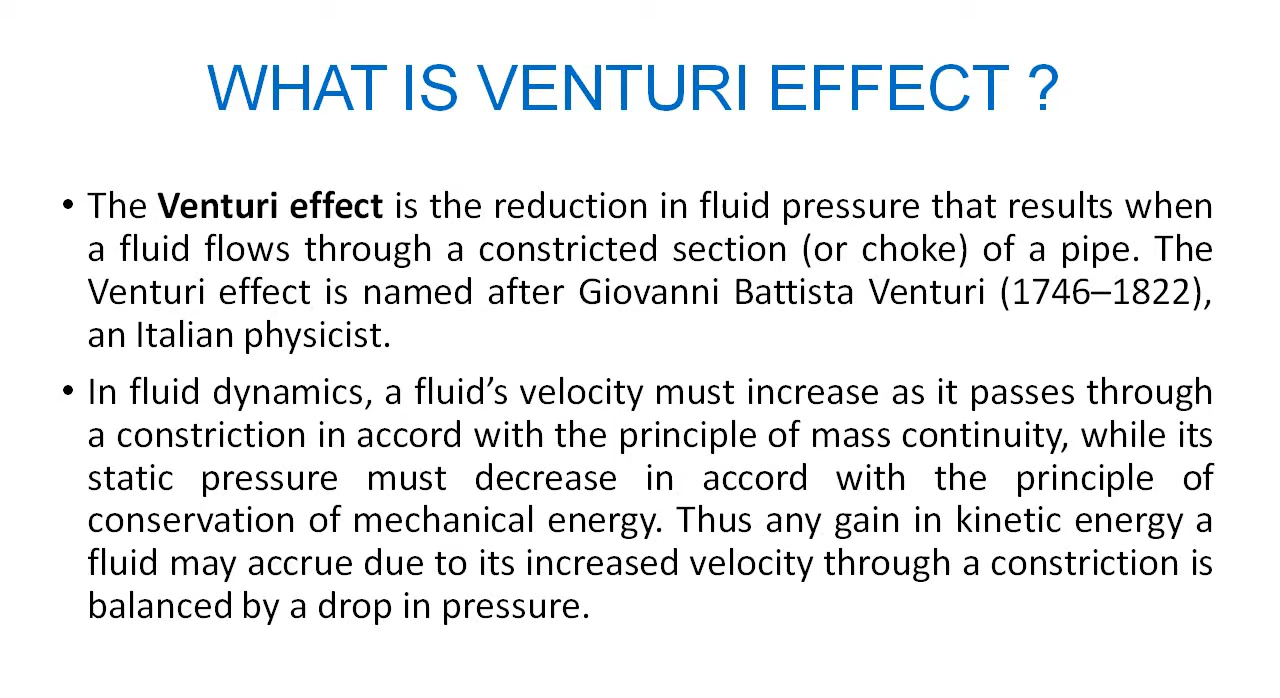 WHAT IS VENTURI EFFECT ?
• The Venturi effect is the reduction in fluid pressure that results when
a fluid flows through a constricted section (or choke) of a pipe. The
Venturi effect is named after Giovanni Battista Venturi (1746–1822),
an Italian physicist.
• In fluid dynamics, a fluid’s velocity must increase as it passes through
a constriction in accord with the principle of mass continuity, while its
static pressure must decrease in accord with the principle of
conservation of mechanical energy. Thus any gain in kinetic energy a
fluid may accrue due to its increased velocity through a constriction is
balanced by a drop in pressure.